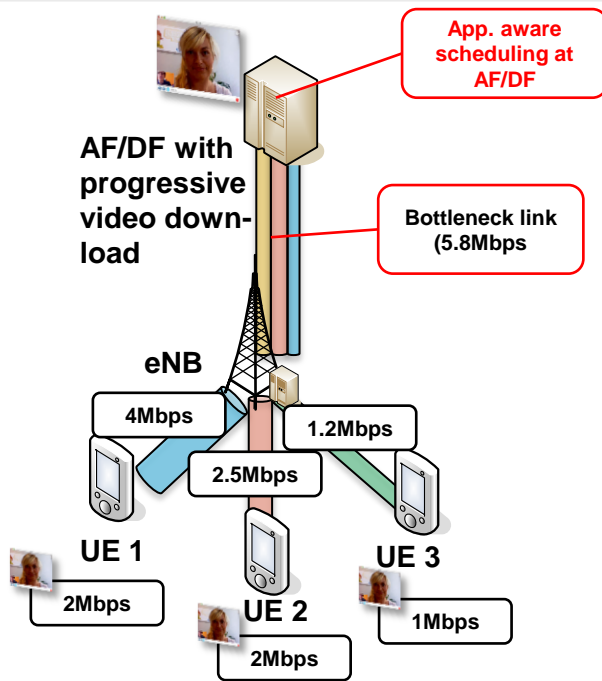 App. aware
scheduling at
AF/DF
AF/DF with
progressive
video down-
load
Bottleneck link
(5.8Mbps
eNB
4Mbps
1.2Mbps
2.5Mbps
UE 1
UE 2
UE 3
2Mbps
2Mbps
1Mbps